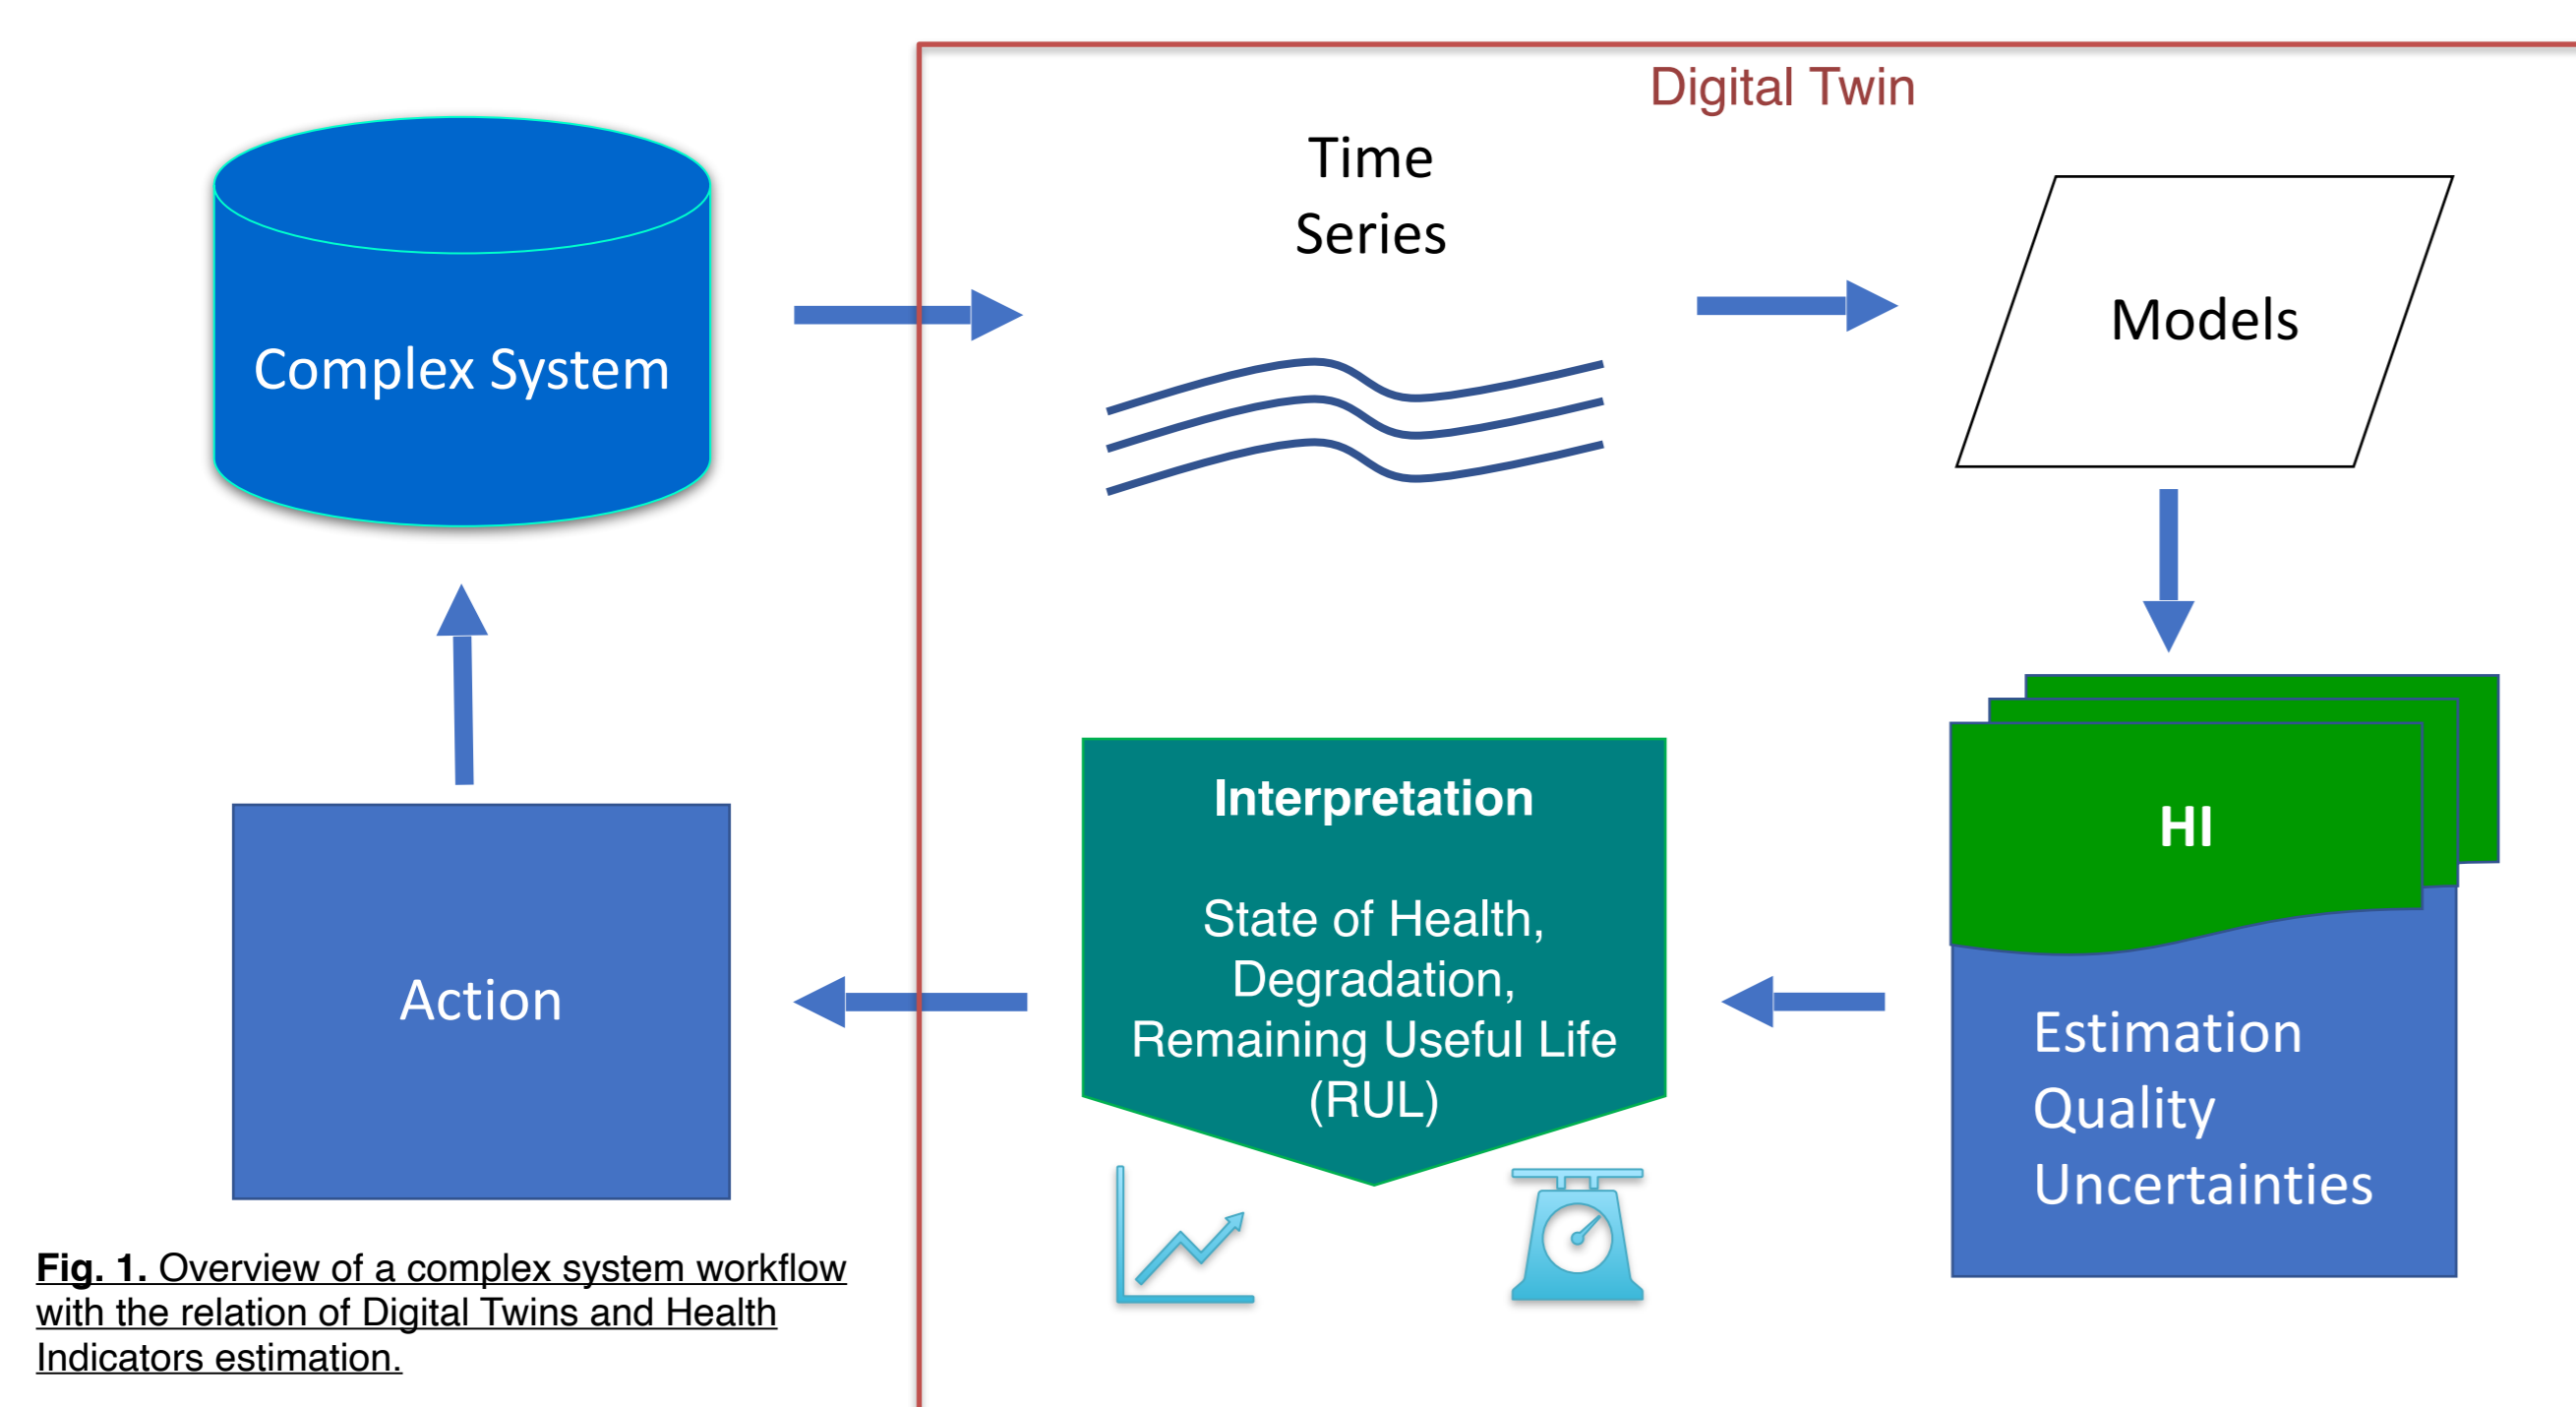 Digital Twin
Time
Series
Complex System
Models
Interpretation
State of Health,
Degradation,
Remaining Useful Life
(RUL)
HI
Estimation
Quality
Uncertainties
Action
Fig. 1. Overview of a complex system workflow
with the relation of Digital Twins and Health
Indicators estimation.